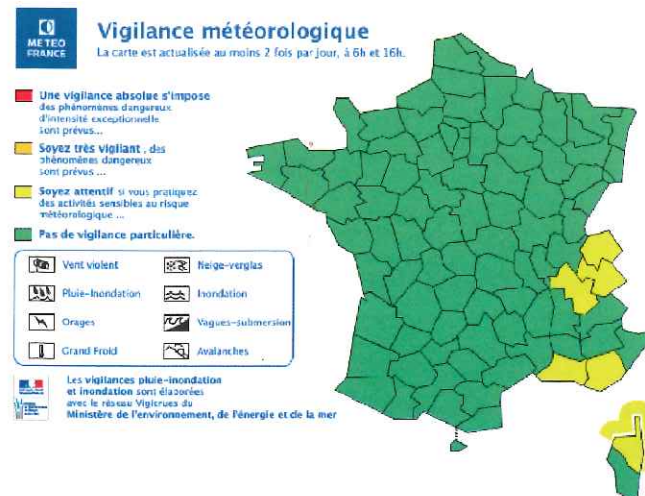 METEO
FRANCE
Vigilance météorologique
La carte est actualisée au moins 2 fois par jour, à 6h et 16h.
Une vigilance absolue s'impose
des phénomènes dangereux
d'intensité exceptionnelle
sont prévus...
Soyez très vigilant, des
phénomènes dangereux
sont prévus ...
Soyez attentif si vous pratiquez
des activités sensibles au risque
météorologique ...
Pas de vigilance particulière.
Vent violent
Neige-verglas
Pluie-Inondation
Inondation
Orages
Vagues-submersion
Grand Froid
Avalanches
Les vigilances pluie-inondation
et inondation sont élaborées
avec le réseau Vigicrues du
Ministère de l'environnement, de l'énergie et de la mer